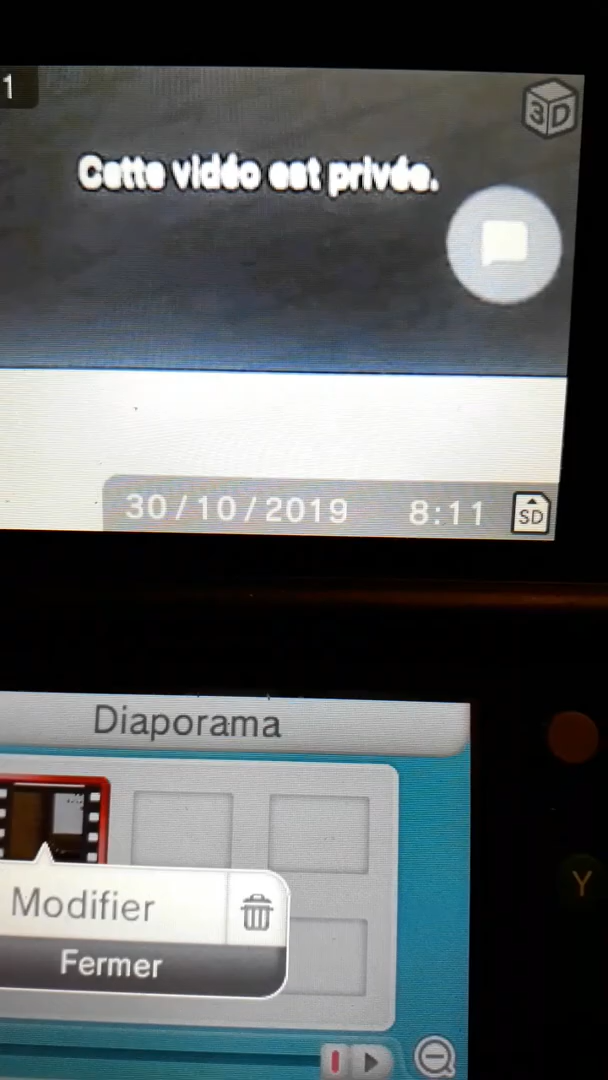 1
3D
Cette vidéo est privée.
30/10/2019 8:11 SD
Diaporama
Modifier
Fermer
Y